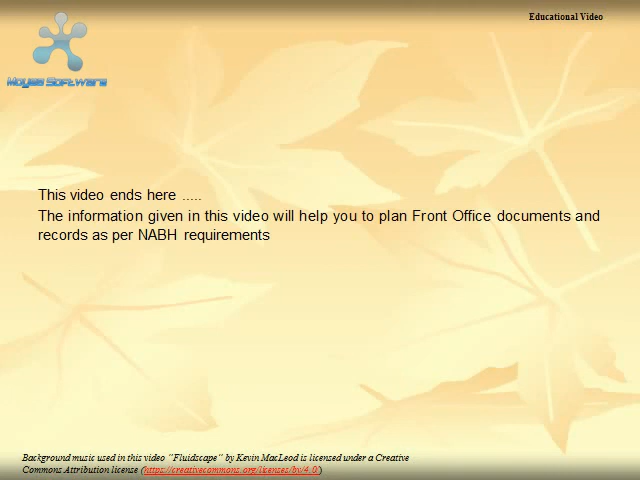 Educational Video
Moyea Software
This video ends here .....
The information given in this video will help you to plan Front Office documents and
records as per NABH requirements
Background music used in this video "Fluidscape" by Kevin MacLeod is licensed under a Creative
Commons Attribution license (https://creativecommons.org/licenses/by/4.0/)